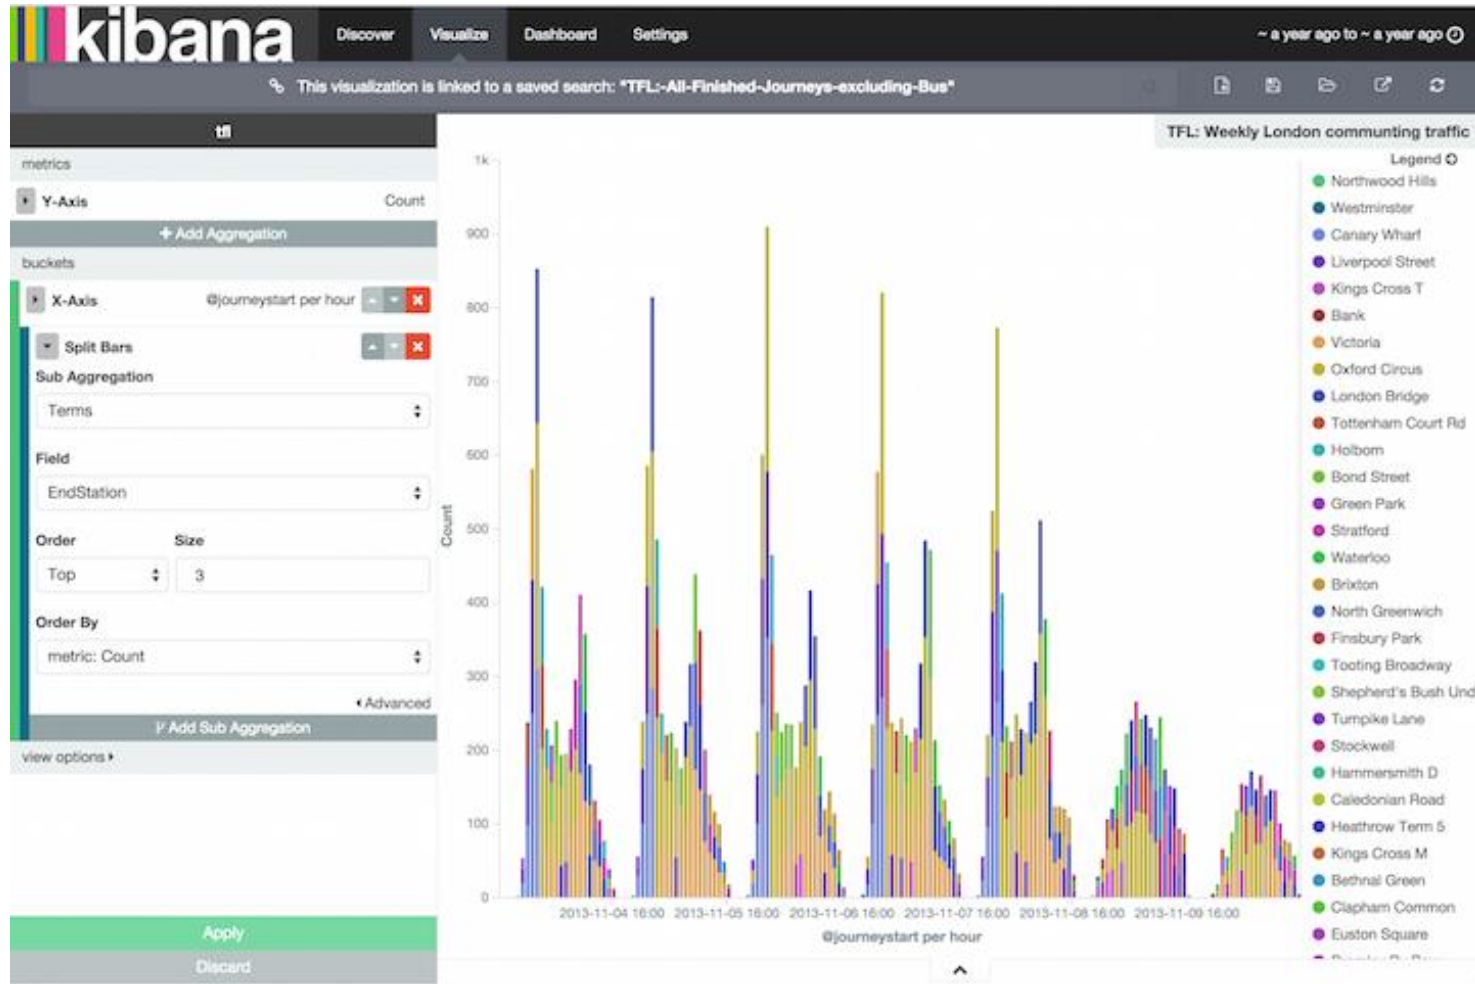 kibana
Discover Visualize Dashboard Settings ~ a year ago to ~ a year ago
This visualization is linked to a saved search: "TFL:-All-Finished-Journeys-excluding-Bus"
tfl
metrics
Y-Axis Count
+ Add Aggregation
buckets
X-Axis @journeystart per hour
Split Bars
Sub Aggregation
Terms
Field
EndStation
Order Size
Top 3
Order By
metric: Count
Advanced
Add Sub Aggregation
view options
Apply
Discard
TFL: Weekly London communting traffic
Legend
1k
900
800
700
600
500
400
300
200
100
0
Count
2013-11-04 16:00 2013-11-05 16:00 2013-11-06 16:00 2013-11-07 16:00 2013-11-08 16:00 2013-11-09 16:00
@journeystart per hour
Northwood Hills
Westminster
Canary Wharf
Liverpool Street
Kings Cross T
Bank
Victoria
Oxford Circus
London Bridge
Tottenham Court Rd
Holborn
Bond Street
Green Park
Stratford
Waterloo
Brixton
North Greenwich
Finsbury Park
Tooting Broadway
Shepherd's Bush Und
Turnpike Lane
Stockwell
Hammersmith D
Caledonian Road
Heathrow Term 5
Kings Cross M
Bethnal Green
Clapham Common
Euston Square